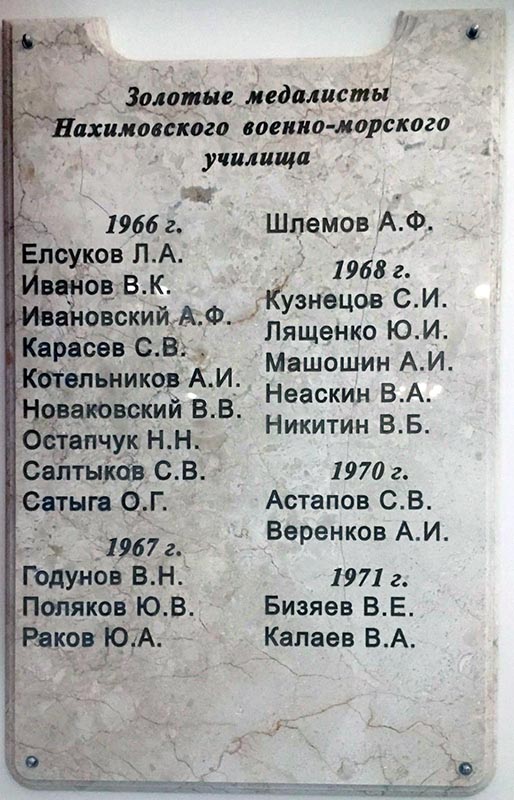 Золотые медалисты
Нахимовского военно-морского
училища
1966 г.
Елсуков Л.А.
Иванов В.К.
Ивановский А.Ф.
Карасев С.В.
Котельников А.И.
Новаковский В.В.
Остапчук Н.Н.
Салтыков С.В.
Сатыга О.Г.
1967 г.
Годунов В.Н.
Поляков Ю.В.
Раков Ю.А.
Шлемов А.Ф.
1968 г.
Кузнецов С.И.
Лященко Ю.И.
Машошин А.И.
Неаскин В.А.
Никитин В.Б.
1970 г.
Астапов С.В.
Веренков А.И.
1971 г.
Бизяев В.Е.
Калаев В.А.